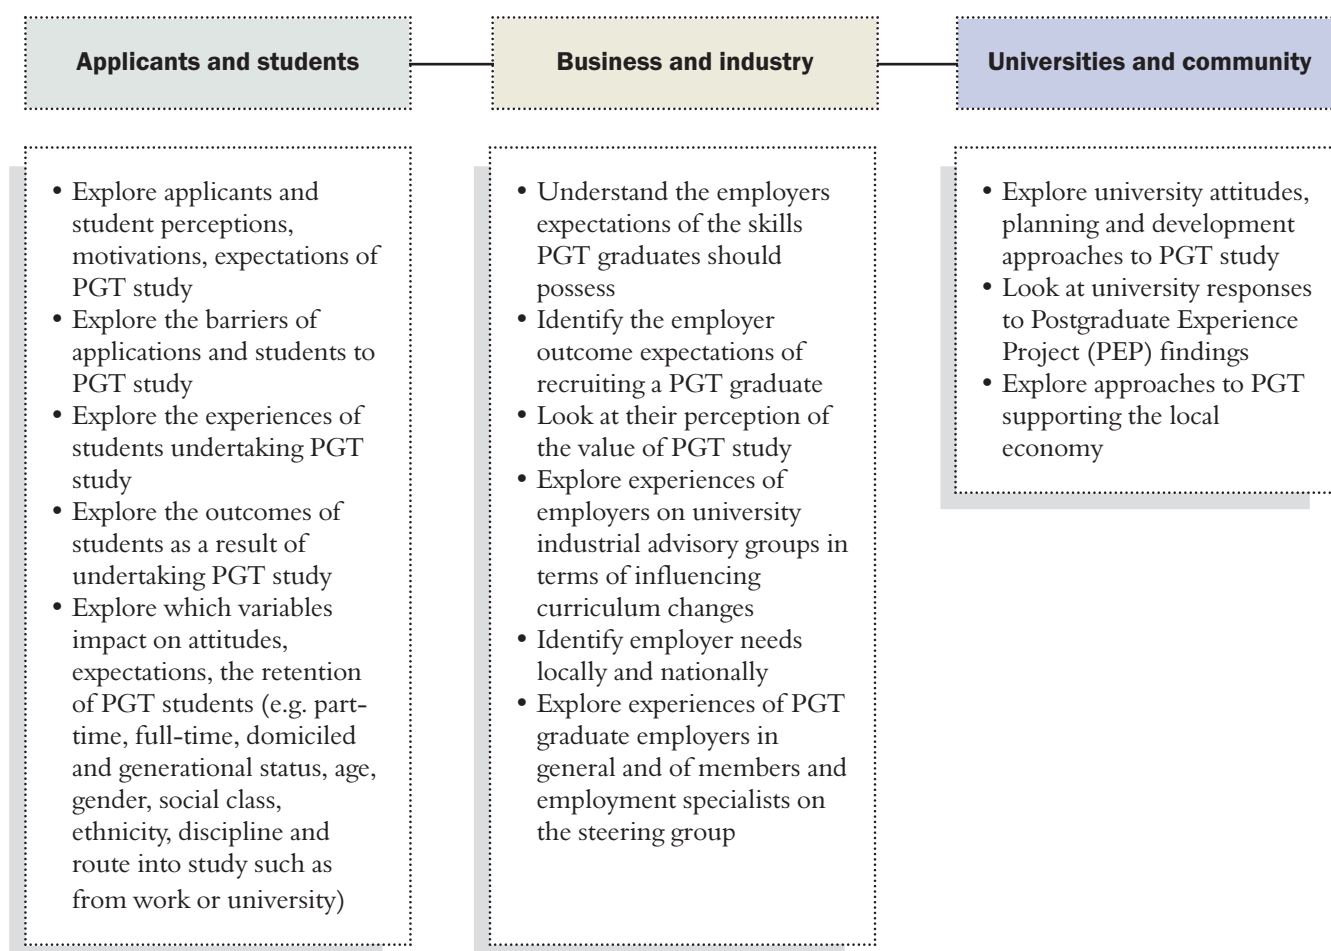 Applicants and students
Business and industry
Universities and community
• Explore applicants and
student perceptions,
motivations, expectations of
PGT study
• Explore the barriers of
applications and students to
PGT study
• Explore the experiences of
students undertaking PGT
study
• Explore the outcomes of
students as a result of
undertaking PGT study
• Explore which variables
impact on attitudes,
expectations, the retention
of PGT students (e.g. part-
time, full-time, domiciled
and generational status, age,
gender, social class,
ethnicity, discipline and
route into study such as
from work or university)
• Understand the employers
expectations of the skills
PGT graduates should
possess
• Identify the employer
outcome expectations of
recruiting a PGT graduate
• Look at their perception of
the value of PGT study
• Explore experiences of
employers on university
industrial advisory groups in
terms of influencing
curriculum changes
• Identify employer needs
locally and nationally
• Explore experiences of PGT
graduate employers in
general and of members and
employment specialists on
the steering group
• Explore university attitudes,
planning and development
approaches to PGT study
• Look at university responses
to Postgraduate Experience
Project (PEP) findings
• Explore approaches to PGT
supporting the local
economy